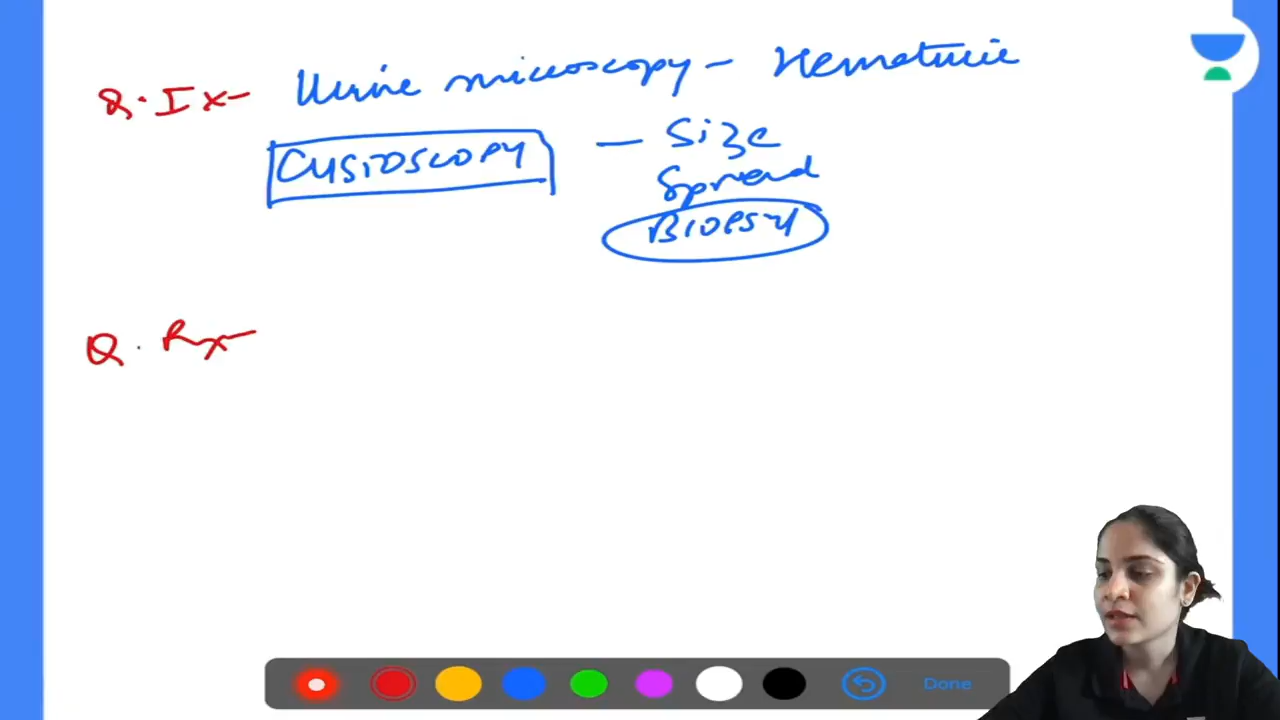 Q. Ix- Urine microscopy - Hematuria
CYSTOSCOPY - Size
Spread
BIOPSY
Q. Rx-
Done